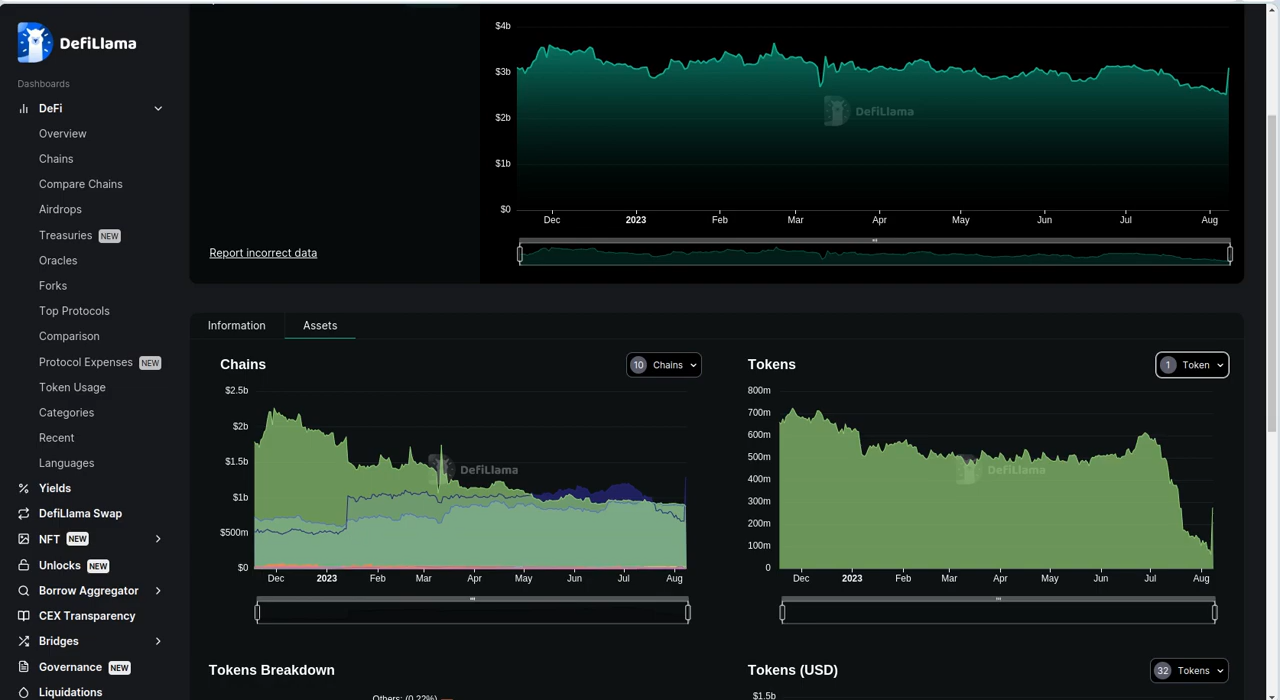 DefiLlama
Dashboards
DeFi
Overview
Chains
Compare Chains
Airdrops
Treasuries NEW
Oracles
Forks
Top Protocols
Comparison
Protocol Expenses NEW
Token Usage
Categories
Recent
Languages
Yields
DefiLlama Swap
NFT NEW
Unlocks NEW
Borrow Aggregator
CEX Transparency
Bridges
Governance NEW
Liquidations
$4b
$3b
$2b
$1b
$0
DefiLlama
Dec 2023 Feb Mar Apr May Jun Jul Aug
Report incorrect data
Information Assets
Chains
10 Chains
$2.5b
$2b
$1.5b
$1b
$500m
$0
DefiLlama
Dec 2023 Feb Mar Apr May Jun Jul Aug
Tokens
1 Token
800m
700m
600m
500m
400m
300m
200m
100m
0
DefiLlama
Dec 2023 Feb Mar Apr May Jun Jul Aug
Tokens Breakdown
Others: (0.22%)
Tokens (USD)
32 Tokens
$1.5b